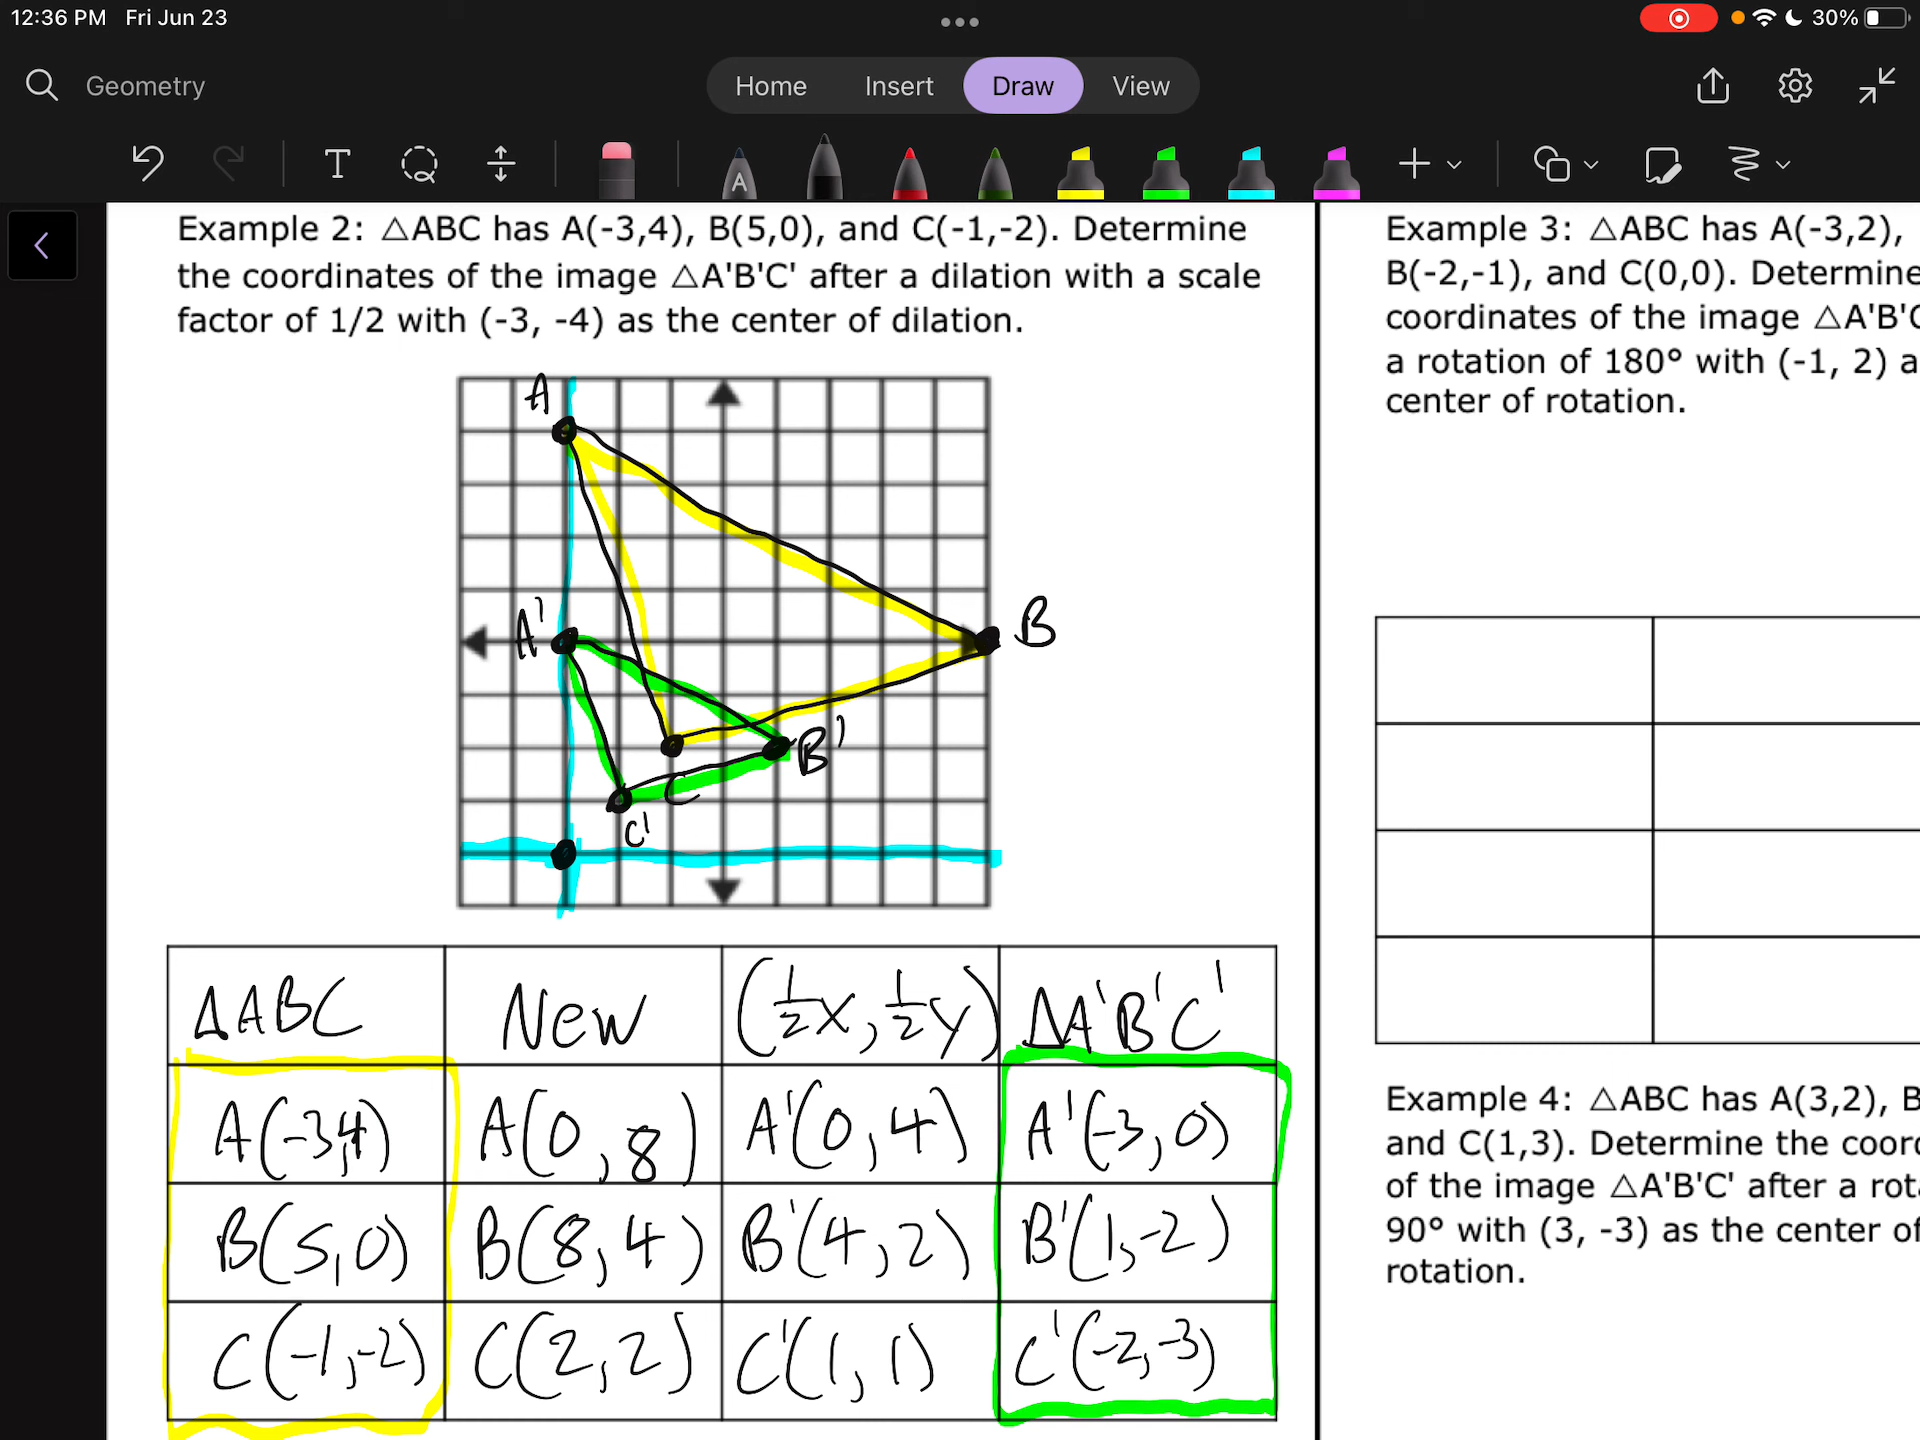 12:36 PM Fri Jun 23
30%
Geometry
Home Insert Draw View
T
A
Example 2: △ABC has A(-3,4), B(5,0), and C(-1,-2). Determine
the coordinates of the image △A'B'C' after a dilation with a scale
factor of 1/2 with (-3, -4) as the center of dilation.
A
A'
B
B'
C
C'
ΔABC New (1/2x, 1/2y) ΔA'B'C'
A(-3,4) A(0,8) A'(0,4) A'(-3,0)
B(5,0) B(8,4) B'(4,2) B'(1,-2)
C(-1,-2) C(2,2) C'(1,1) C'(-2,-3)
Example 3: △ABC has A(-3,2),
B(-2,-1), and C(0,0). Determine
coordinates of the image △A'B'C
a rotation of 180° with (-1, 2) a
center of rotation.
Example 4: △ABC has A(3,2), B
and C(1,3). Determine the coor
of the image △A'B'C' after a rot
90° with (3, -3) as the center of
rotation.